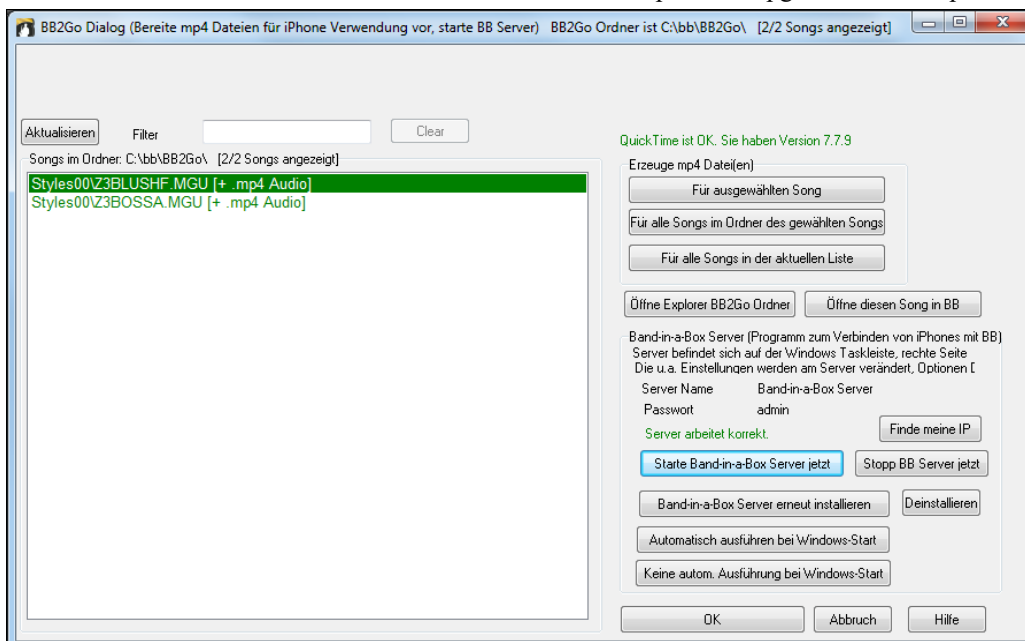 BB2Go Dialog (Bereite mp4 Dateien für iPhone Verwendung vor, starte BB Server) BB2Go Ordner ist C:\bb\BB2Go\ [2/2 Songs angezeigt]
Aktualisieren
Filter
Clear
QuickTime ist OK. Sie haben Version 7.7.9
Songs im Ordner: C:\bb\BB2Go\ [2/2 Songs angezeigt]
Styles00\Z3BLUSHF.MGU [+ .mp4 Audio]
Styles00\Z3BOSSA.MGU [+ .mp4 Audio]
Erzeuge mp4 Datei(en)
Für ausgewählten Song
Für alle Songs im Ordner des gewählten Songs
Für alle Songs in der aktuellen Liste
Öffne Explorer BB2Go Ordner
Öffne diesen Song in BB
Band-in-a-Box Server (Programm zum Verbinden von iPhones mit BB)
Server befindet sich auf der Windows Taskleiste, rechte Seite
Die u.a. Einstellungen werden am Server verändert, Optionen [
Server Name Band-in-a-Box Server
Passwort admin
Server arbeitet korrekt.
Finde meine IP
Starte Band-in-a-Box Server jetzt
Stopp BB Server jetzt
Band-in-a-Box Server erneut installieren
Deinstallieren
Automatisch ausführen bei Windows-Start
Keine autom. Ausführung bei Windows-Start
OK
Abbruch
Hilfe